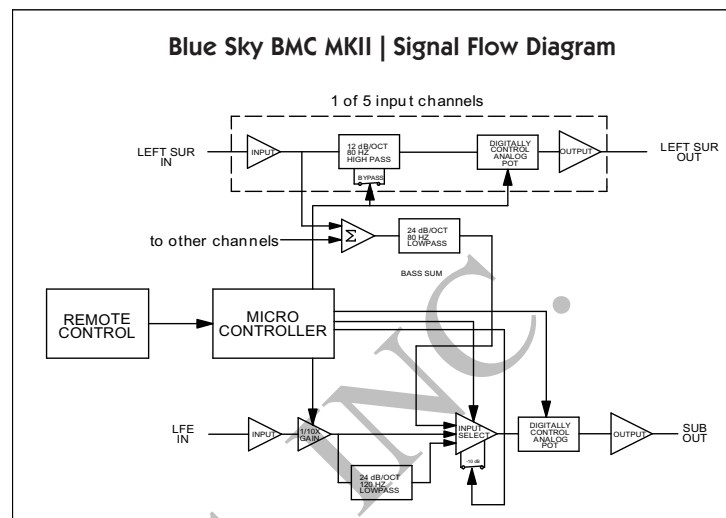 Blue Sky BMC MKII | Signal Flow Diagram
1 of 5 input channels
LEFT SUR
IN
INPUT
12 dB/OCT
80 HZ
HIGH PASS
BYPASS
DIGITALLY
CONTROL
ANALOG
POT
OUTPUT
LEFT SUR
OUT
to other channels
Σ
24 dB/OCT
80 HZ
LOWPASS
BASS SUM
REMOTE
CONTROL
MICRO
CONTROLLER
LFE
IN
INPUT
1/10X
GAIN
24 dB/OCT
120 HZ
LOWPASS
INPUT
SELECT
-10 dB
DIGITALLY
CONTROL
ANALOG
POT
OUTPUT
SUB
OUT
INC.